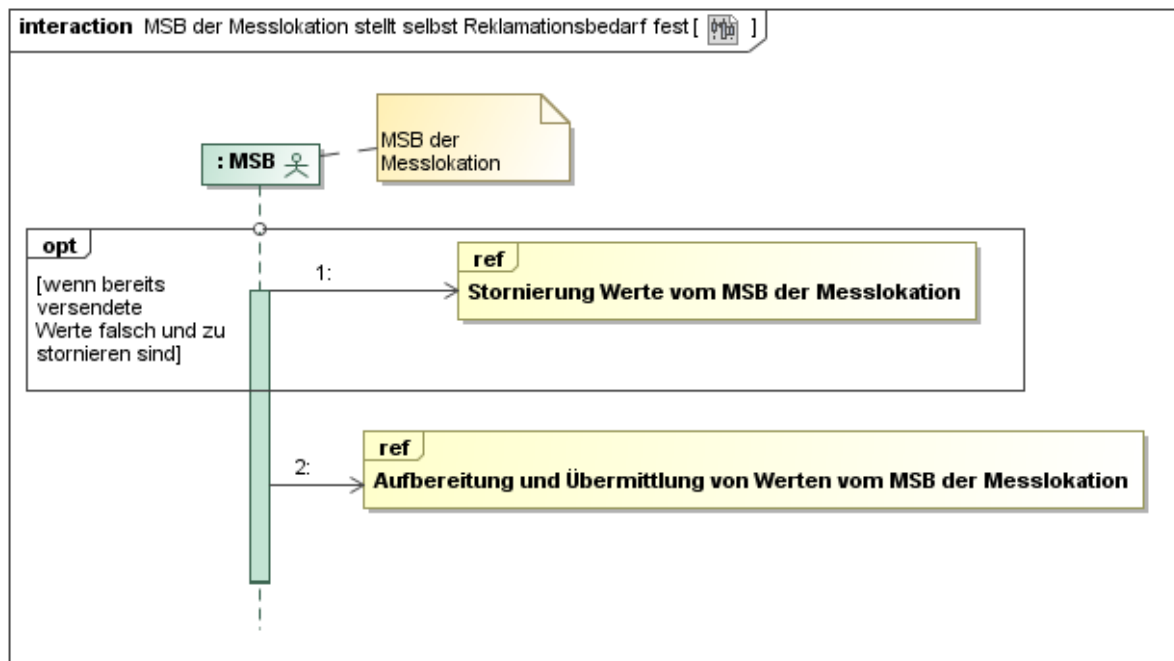 interaction MSB der Messlokation stellt selbst Reklamationsbedarf fest [ ]
MSB der
Messlokation
: MSB
opt
[wenn bereits
versendete
Werte falsch und zu
stornieren sind]
1:
ref
Stornierung Werte vom MSB der Messlokation
2:
ref
Aufbereitung und Übermittlung von Werten vom MSB der Messlokation